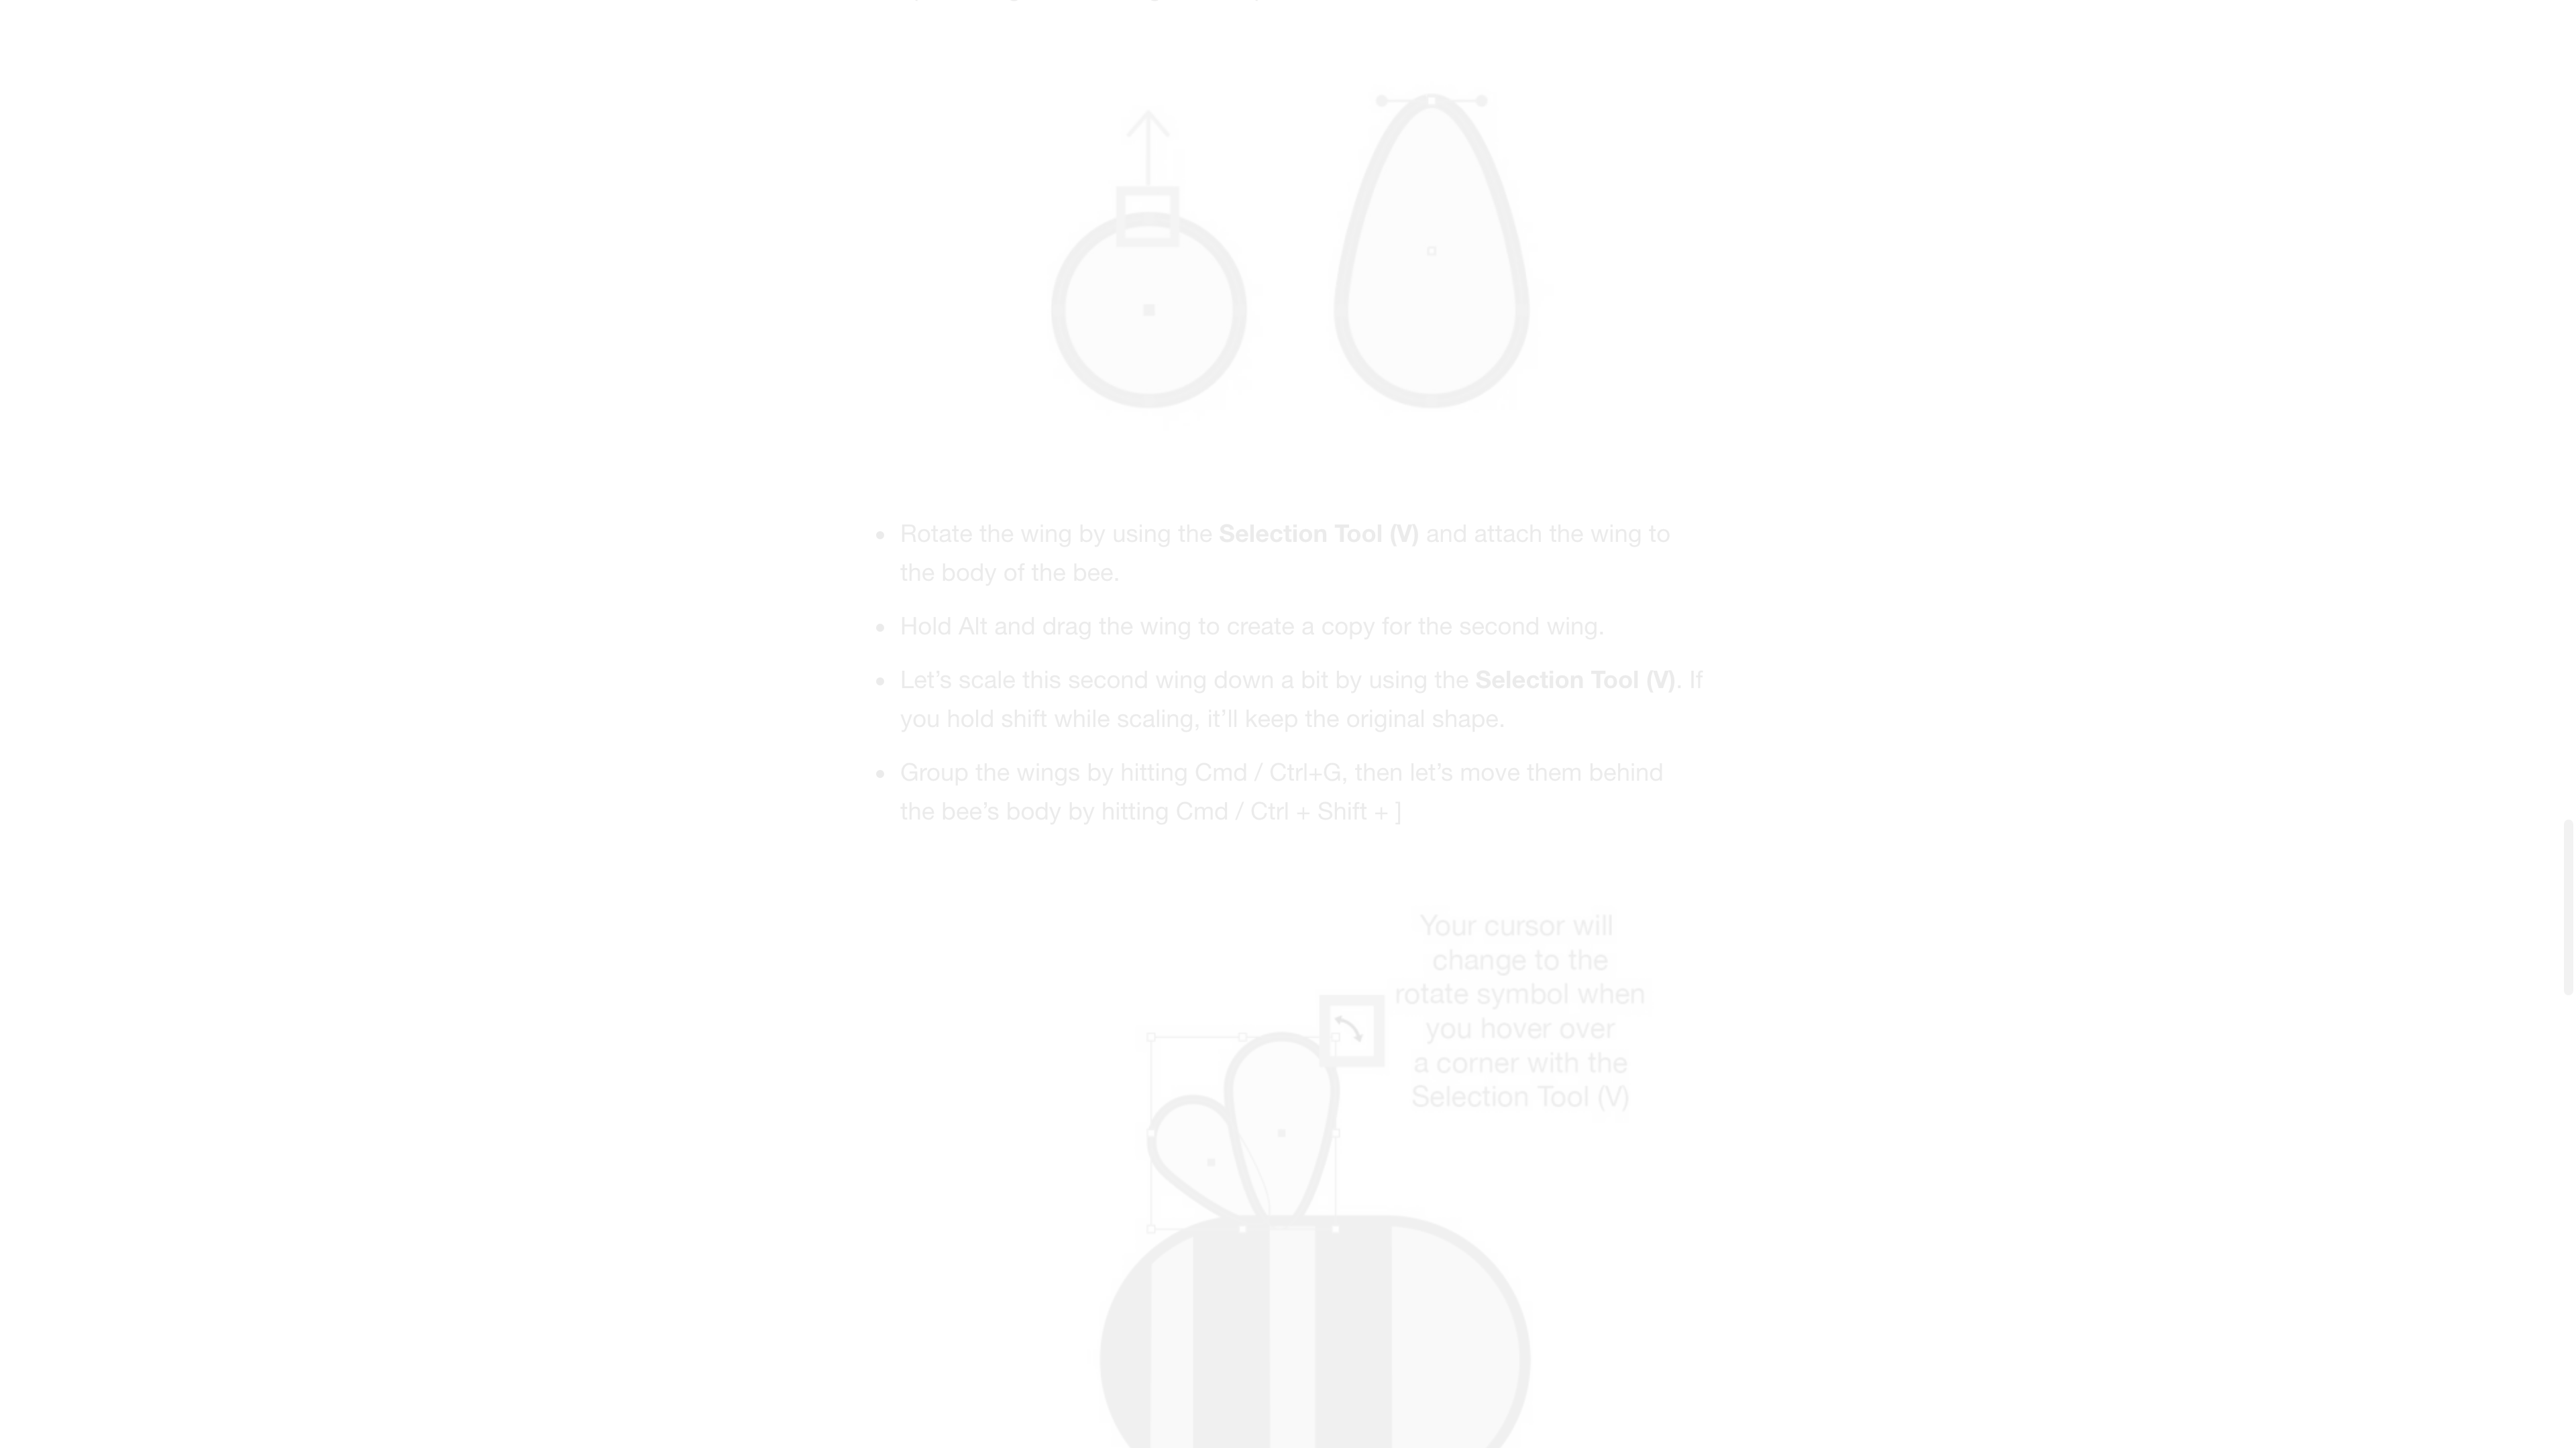 Rotate the wing by using the Selection Tool (V) and attach the wing to
the body of the bee.
Hold Alt and drag the wing to create a copy for the second wing.
Let’s scale this second wing down a bit by using the Selection Tool (V). If
you hold shift while scaling, it’ll keep the original shape.
Group the wings by hitting Cmd / Ctrl+G, then let’s move them behind
the bee’s body by hitting Cmd / Ctrl + Shift + ]
Your cursor will
change to the
rotate symbol when
you hover over
a corner with the
Selection Tool (V)